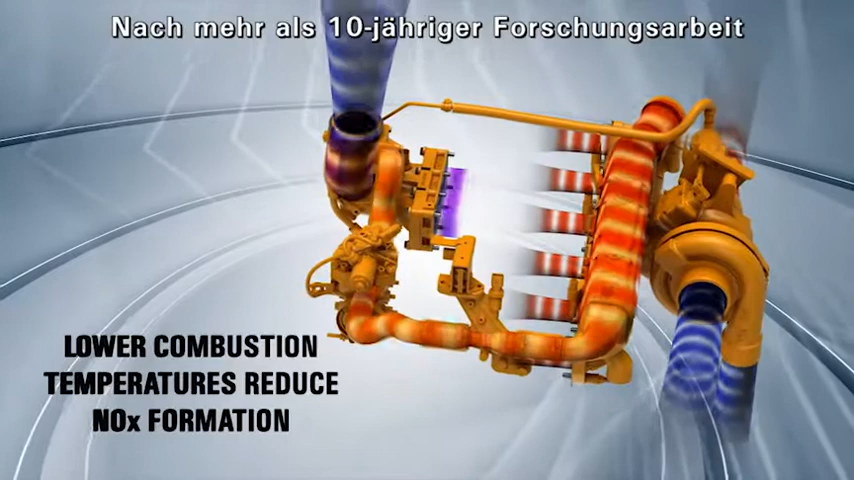 Nach mehr als 10-jähriger Forschungsarbeit
LOWER COMBUSTION
TEMPERATURES REDUCE
NOx FORMATION